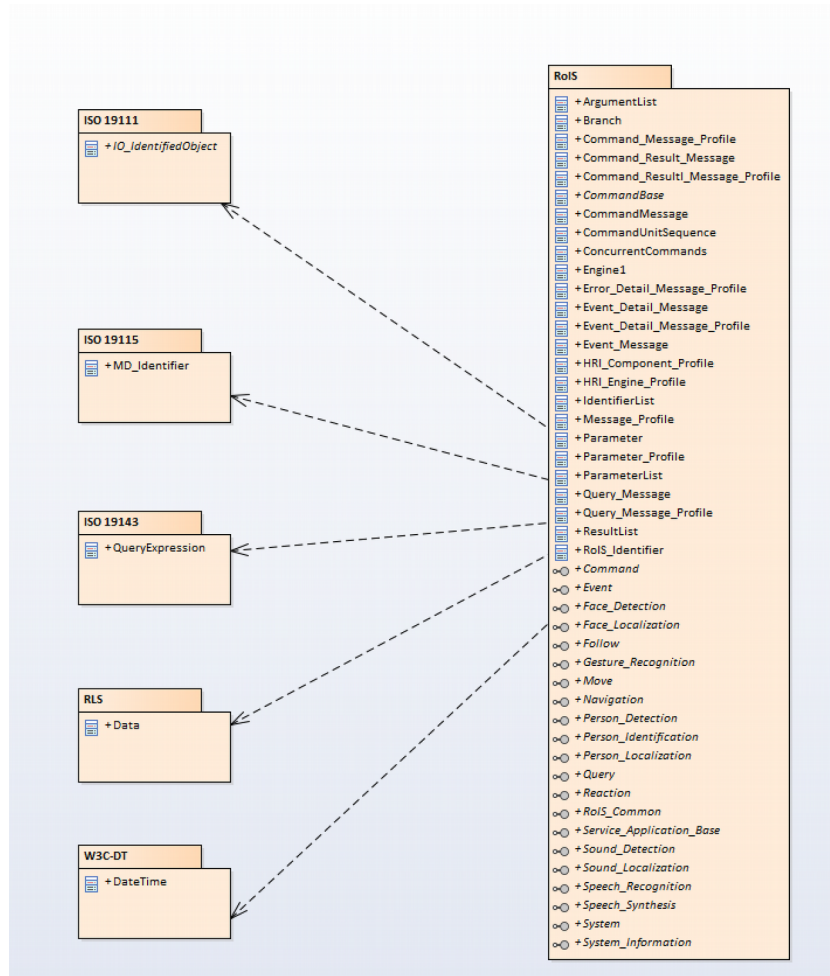 ISO 19111
+IO_IdentifiedObject
ISO 19115
+MD_Identifier
ISO 19143
+QueryExpression
RLS
+Data
W3C-DT
+DateTime
RoIS
+ArgumentList
+Branch
+Command_Message_Profile
+Command_Result_Message
+Command_Resultl_Message_Profile
+CommandBase
+CommandMessage
+CommandUnitSequence
+ConcurrentCommands
+Engine1
+Error_Detail_Message_Profile
+Event_Detail_Message
+Event_Detail_Message_Profile
+Event_Message
+HRI_Component_Profile
+HRI_Engine_Profile
+IdentifierList
+Message_Profile
+Parameter
+Parameter_Profile
+ParameterList
+Query_Message
+Query_Message_Profile
+ResultList
+RoIS_Identifier
+Command
+Event
+Face_Detection
+Face_Localization
+Follow
+Gesture_Recognition
+Move
+Navigation
+Person_Detection
+Person_Identification
+Person_Localization
+Query
+Reaction
+RoIS_Common
+Service_Application_Base
+Sound_Detection
+Sound_Localization
+Speech_Recognition
+Speech_Synthesis
+System
+System_Information